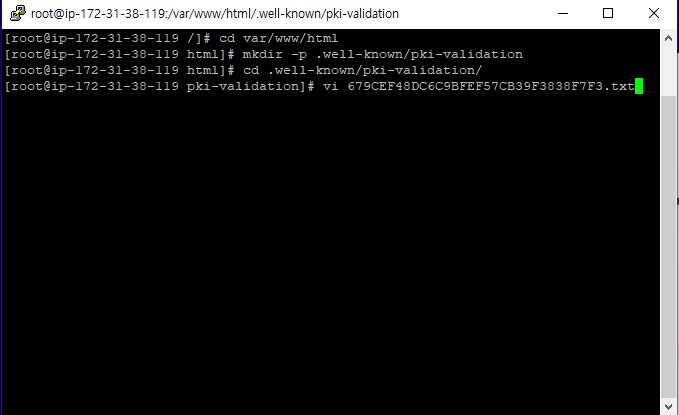 root@ip-172-31-38-119:/var/www/html/.well-known/pki-validation
[root@ip-172-31-38-119 /]# cd var/www/html
[root@ip-172-31-38-119 html]# mkdir -p .well-known/pki-validation
[root@ip-172-31-38-119 html]# cd .well-known/pki-validation/
[root@ip-172-31-38-119 pki-validation]# vi 679CEF48DC6C9BFEF57CB39F3838F7F3.txt